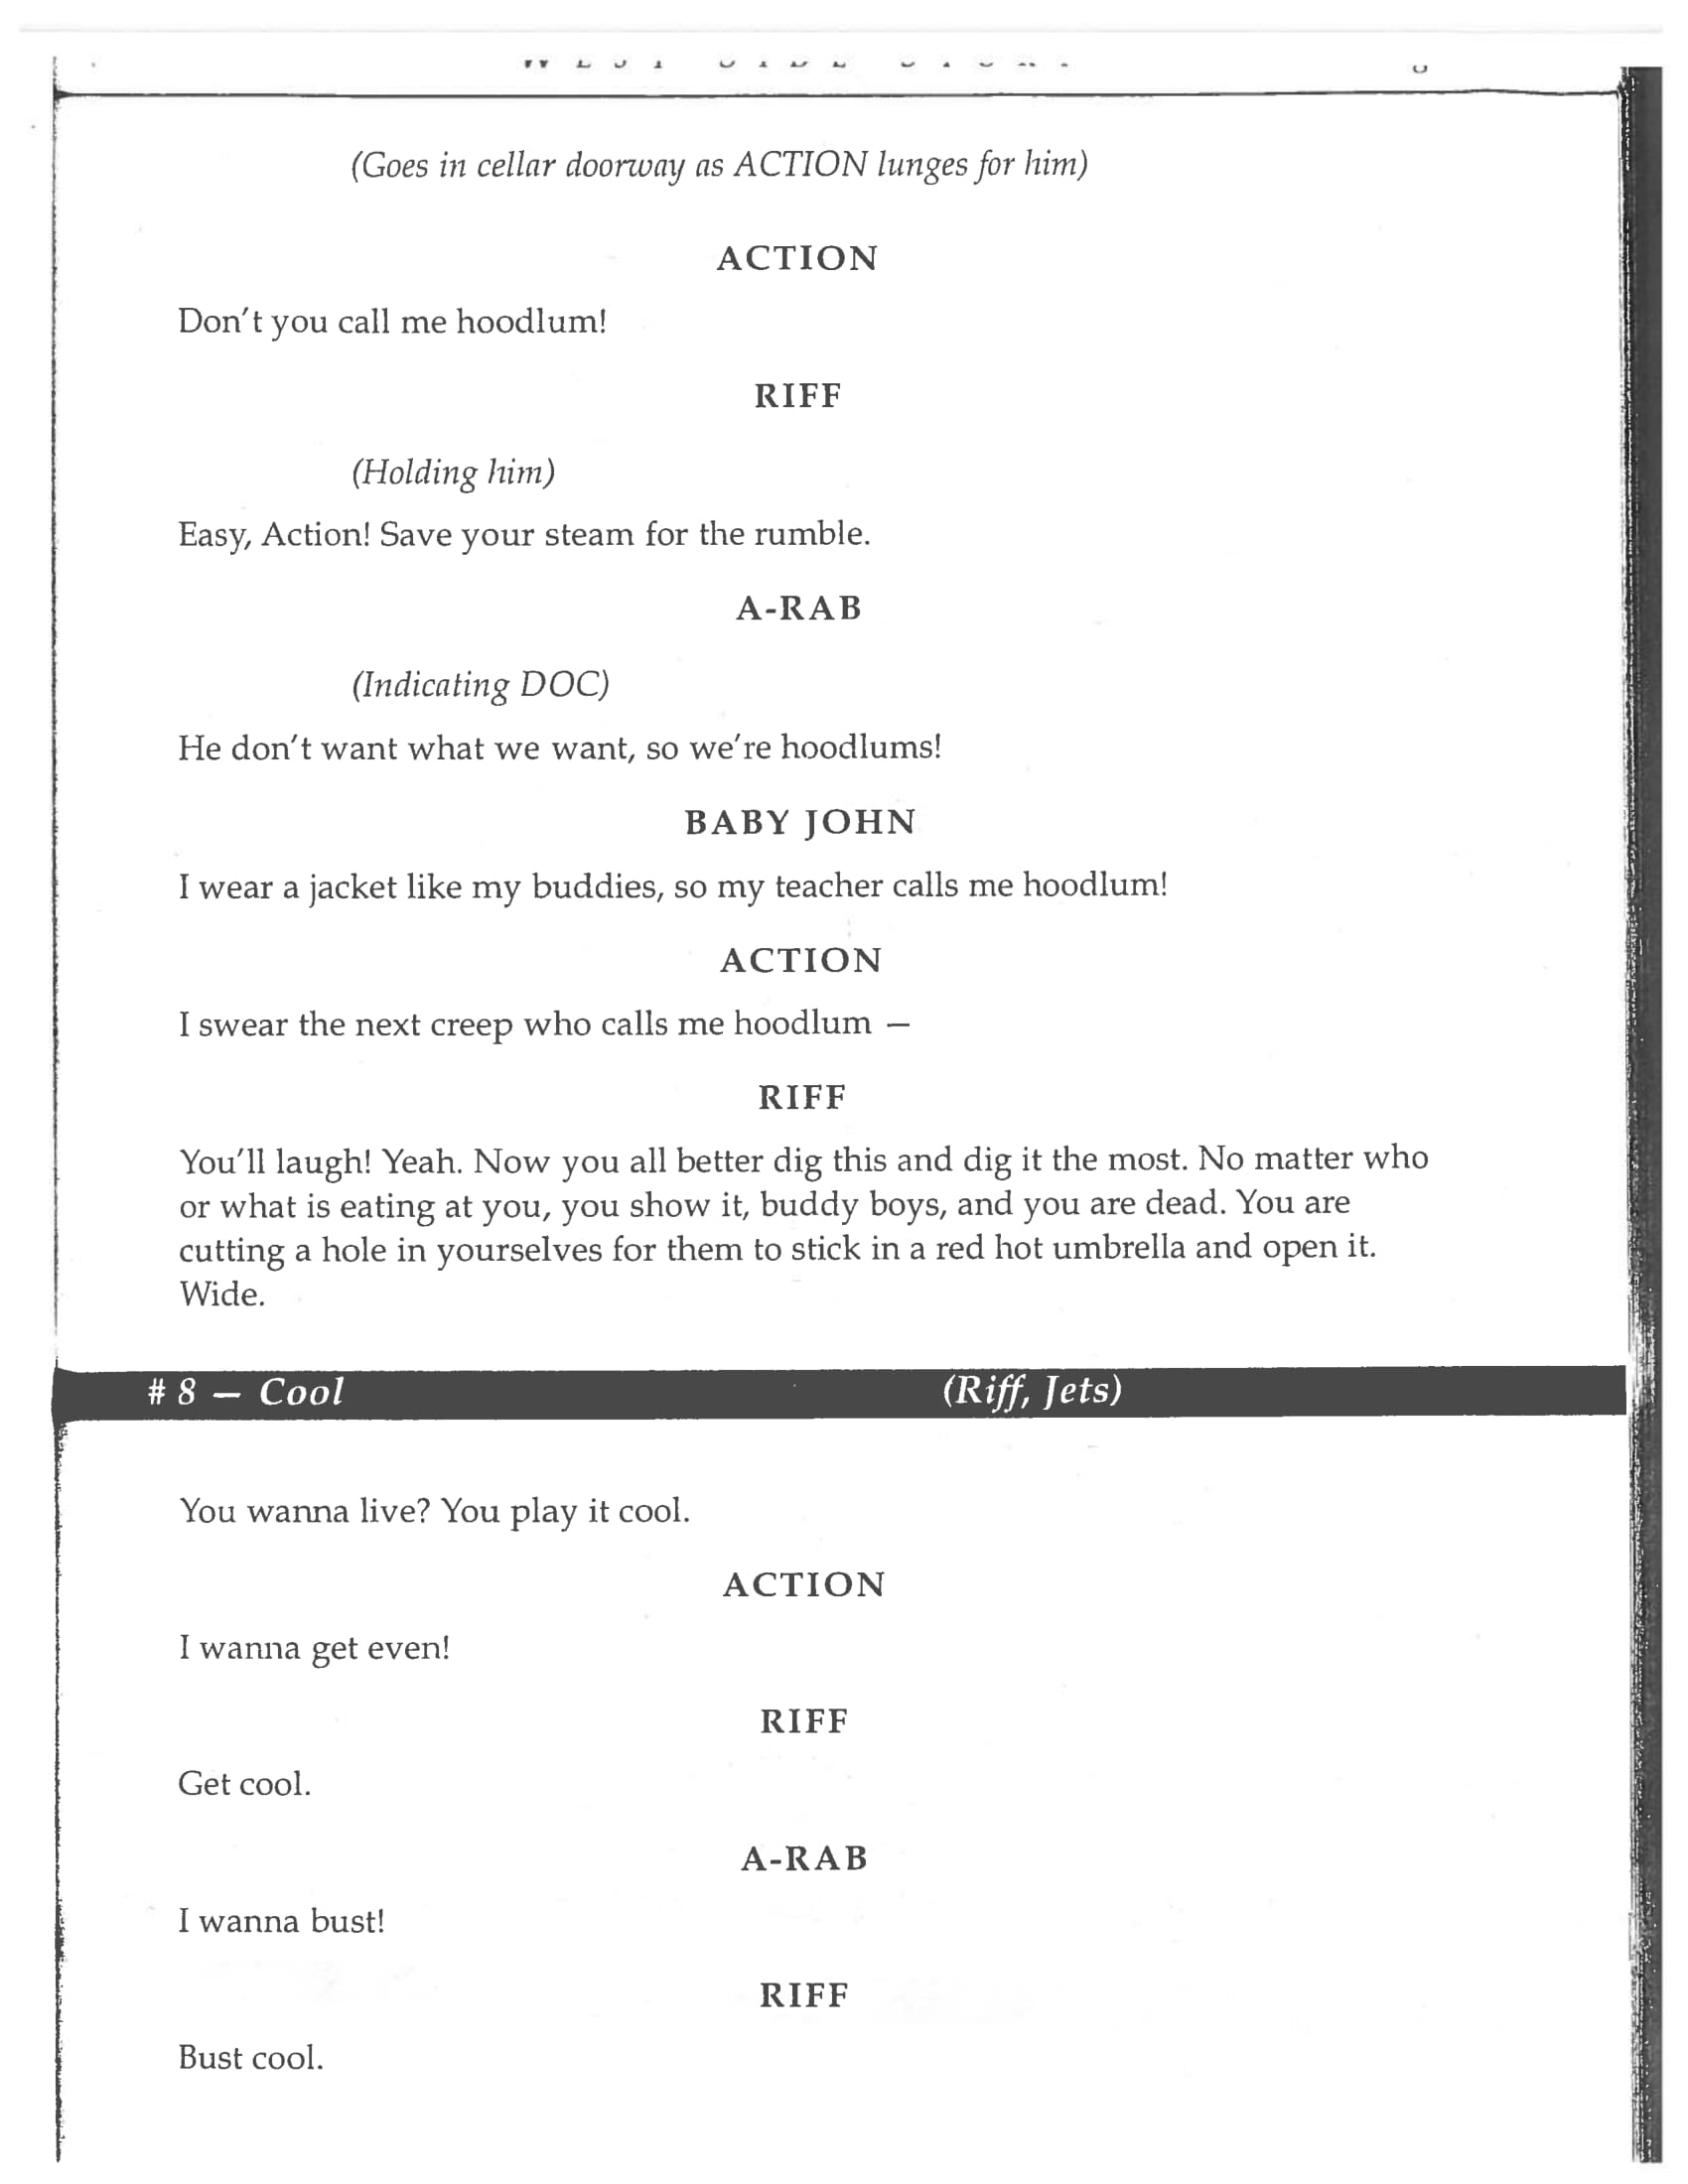 WEST SIDE STORY
(Goes in cellar doorway as ACTION lunges for him)
ACTION
Don't you call me hoodlum!
RIFF
(Holding him)
Easy, Action! Save your steam for the rumble.
A-RAB
(Indicating DOC)
He don't want what we want, so we're hoodlums!
BABY JOHN
I wear a jacket like my buddies, so my teacher calls me hoodlum!
ACTION
I swear the next creep who calls me hoodlum —
RIFF
You'll laugh! Yeah. Now you all better dig this and dig it the most. No matter who
or what is eating at you, you show it, buddy boys, and you are dead. You are
cutting a hole in yourselves for them to stick in a red hot umbrella and open it.
Wide.
# 8 — Cool (Riff, Jets)
You wanna live? You play it cool.
ACTION
I wanna get even!
RIFF
Get cool.
A-RAB
I wanna bust!
RIFF
Bust cool.